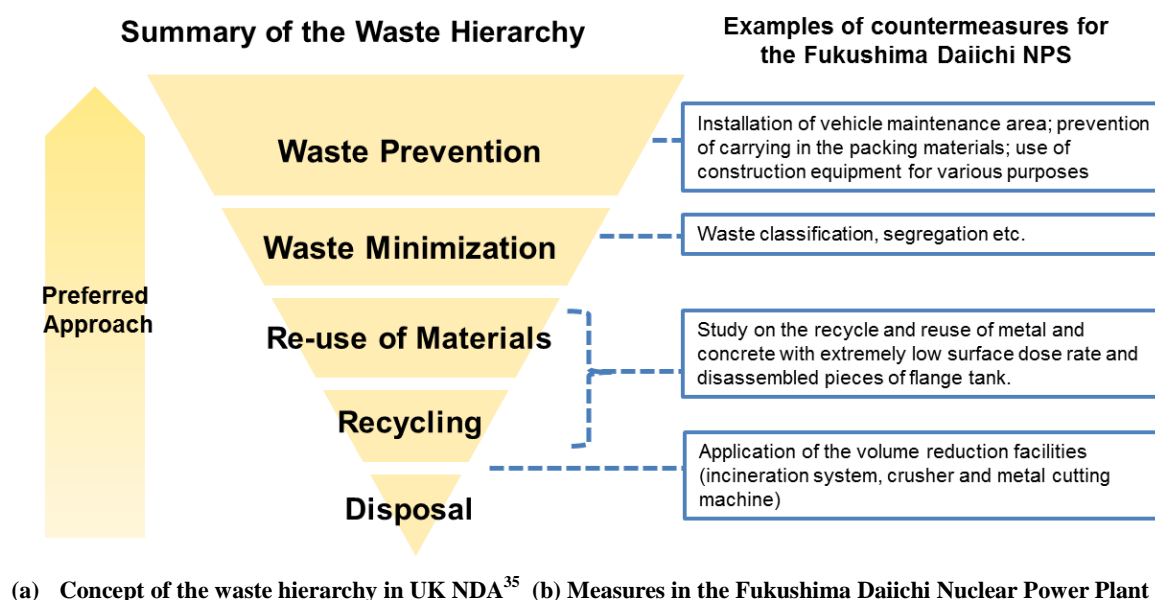 Summary of the Waste Hierarchy
Examples of countermeasures for
the Fukushima Daiichi NPS
Preferred
Approach
Waste Prevention
Installation of vehicle maintenance area; prevention
of carrying in the packing materials; use of
construction equipment for various purposes
Waste Minimization
Waste classification, segregation etc.
Re-use of Materials
Study on the recycle and reuse of metal and
concrete with extremely low surface dose rate and
disassembled pieces of flange tank.
Recycling
Application of the volume reduction facilities
(incineration system, crusher and metal cutting
machine)
Disposal
(a) Concept of the waste hierarchy in UK NDA35 (b) Measures in the Fukushima Daiichi Nuclear Power Plant